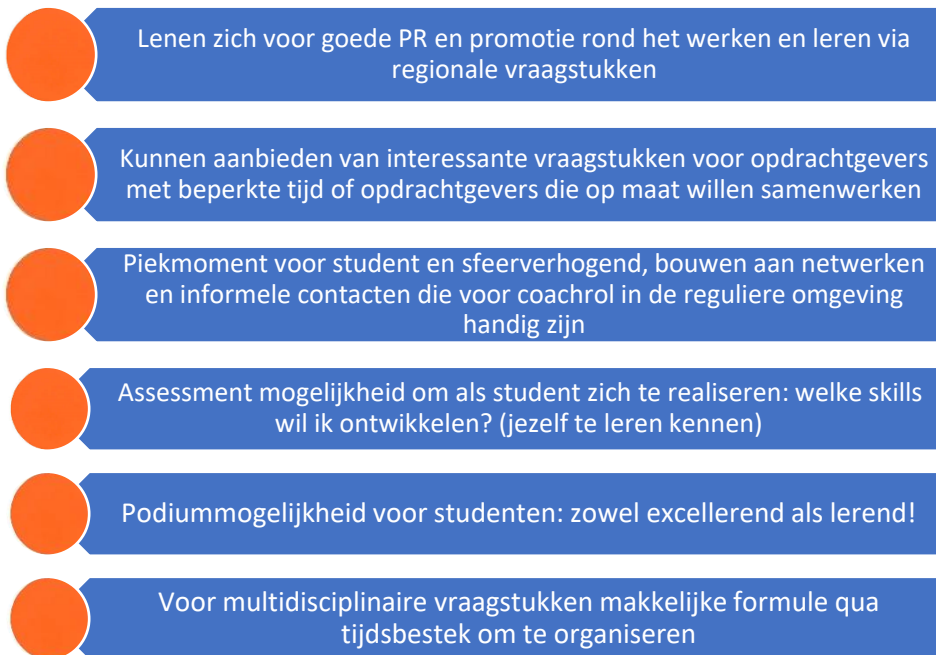 Lenen zich voor goede PR en promotie rond het werken en leren via
regionale vraagstukken
Kunnen aanbieden van interessante vraagstukken voor opdrachtgevers
met beperkte tijd of opdrachtgevers die op maat willen samenwerken
Piekmoment voor student en sfeerverhogend, bouwen aan netwerken
en informele contacten die voor coachrol in de reguliere omgeving
handig zijn
Assessment mogelijkheid om als student zich te realiseren: welke skills
wil ik ontwikkelen? (jezelf te leren kennen)
Podiummogelijkheid voor studenten: zowel excellerend als lerend!
Voor multidisciplinaire vraagstukken makkelijke formule qua
tijdsbestek om te organiseren